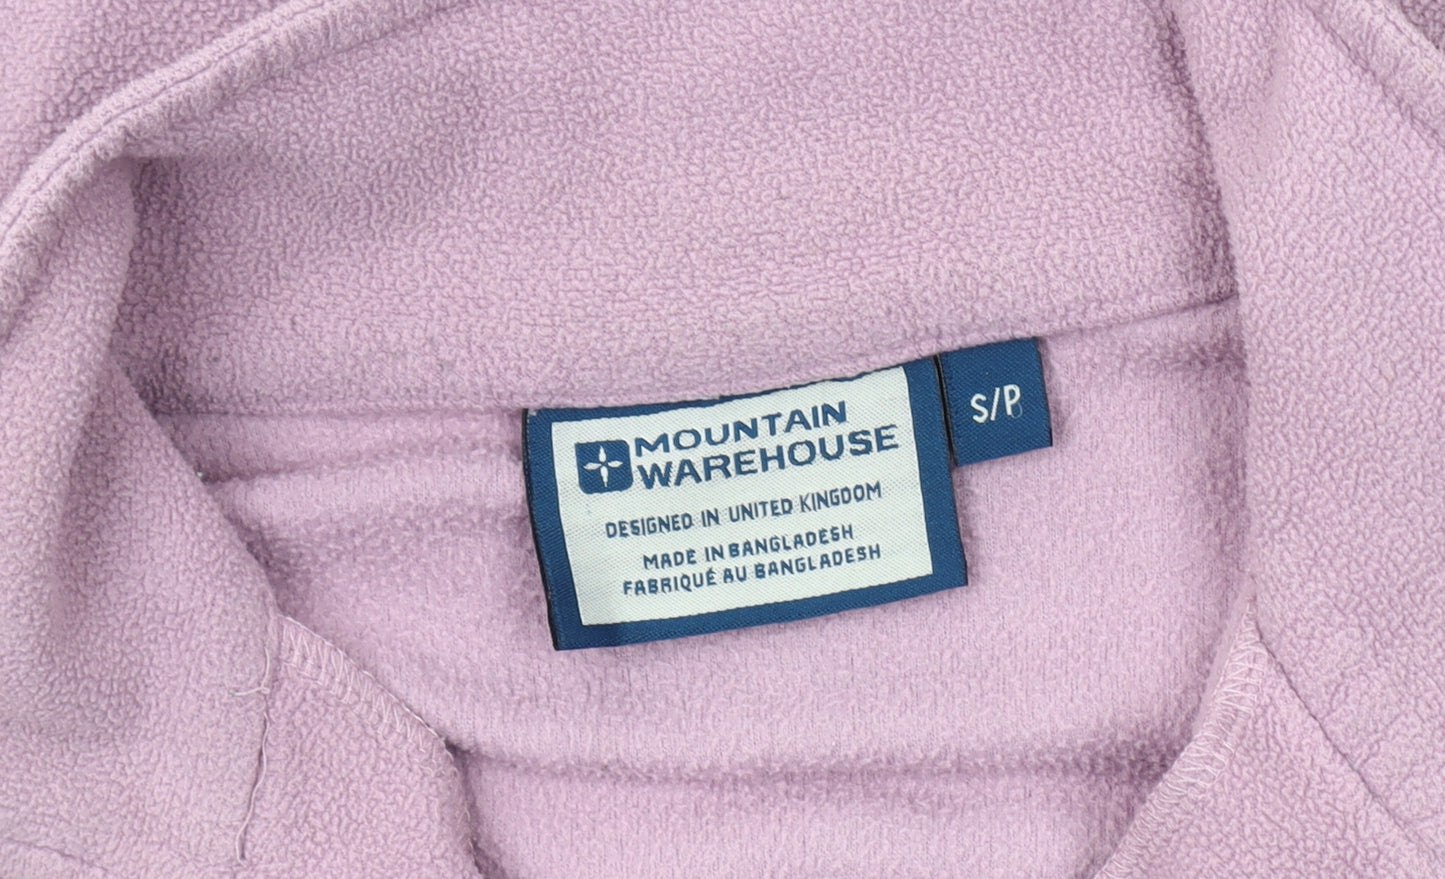 MOUNTAIN
WAREHOUSE
DESIGNED IN UNITED KINGDOM
MADE IN BANGLADESH
FABRIQUÉ AU BANGLADESH
S/P